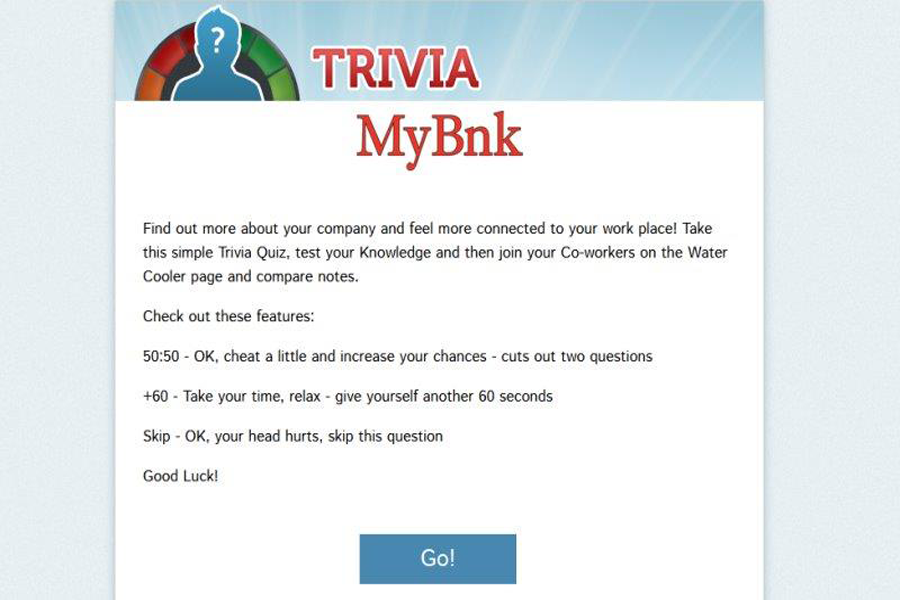 ?
TRIVIA
MyBnk
Find out more about your company and feel more connected to your work place! Take
this simple Trivia Quiz, test your Knowledge and then join your Co-workers on the Water
Cooler page and compare notes.
Check out these features:
50:50 - OK, cheat a little and increase your chances - cuts out two questions
+60 - Take your time, relax - give yourself another 60 seconds
Skip - OK, your head hurts, skip this question
Good Luck!
Go!